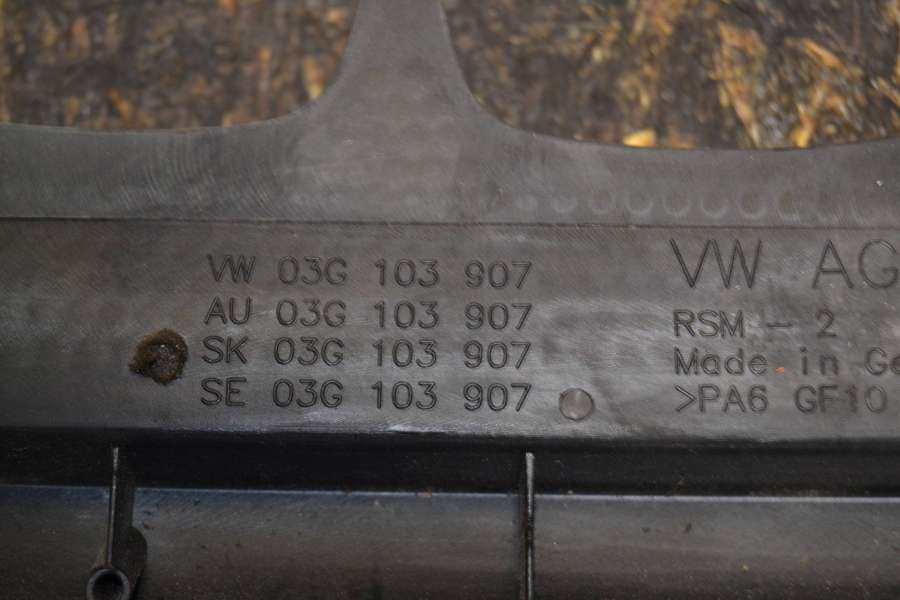 VW 03G 103 907
AU 03G 103 907
SK 03G 103 907
SE 03G 103 907
VW AG
RSM - 2
Made in Ge
>PA6 GF10